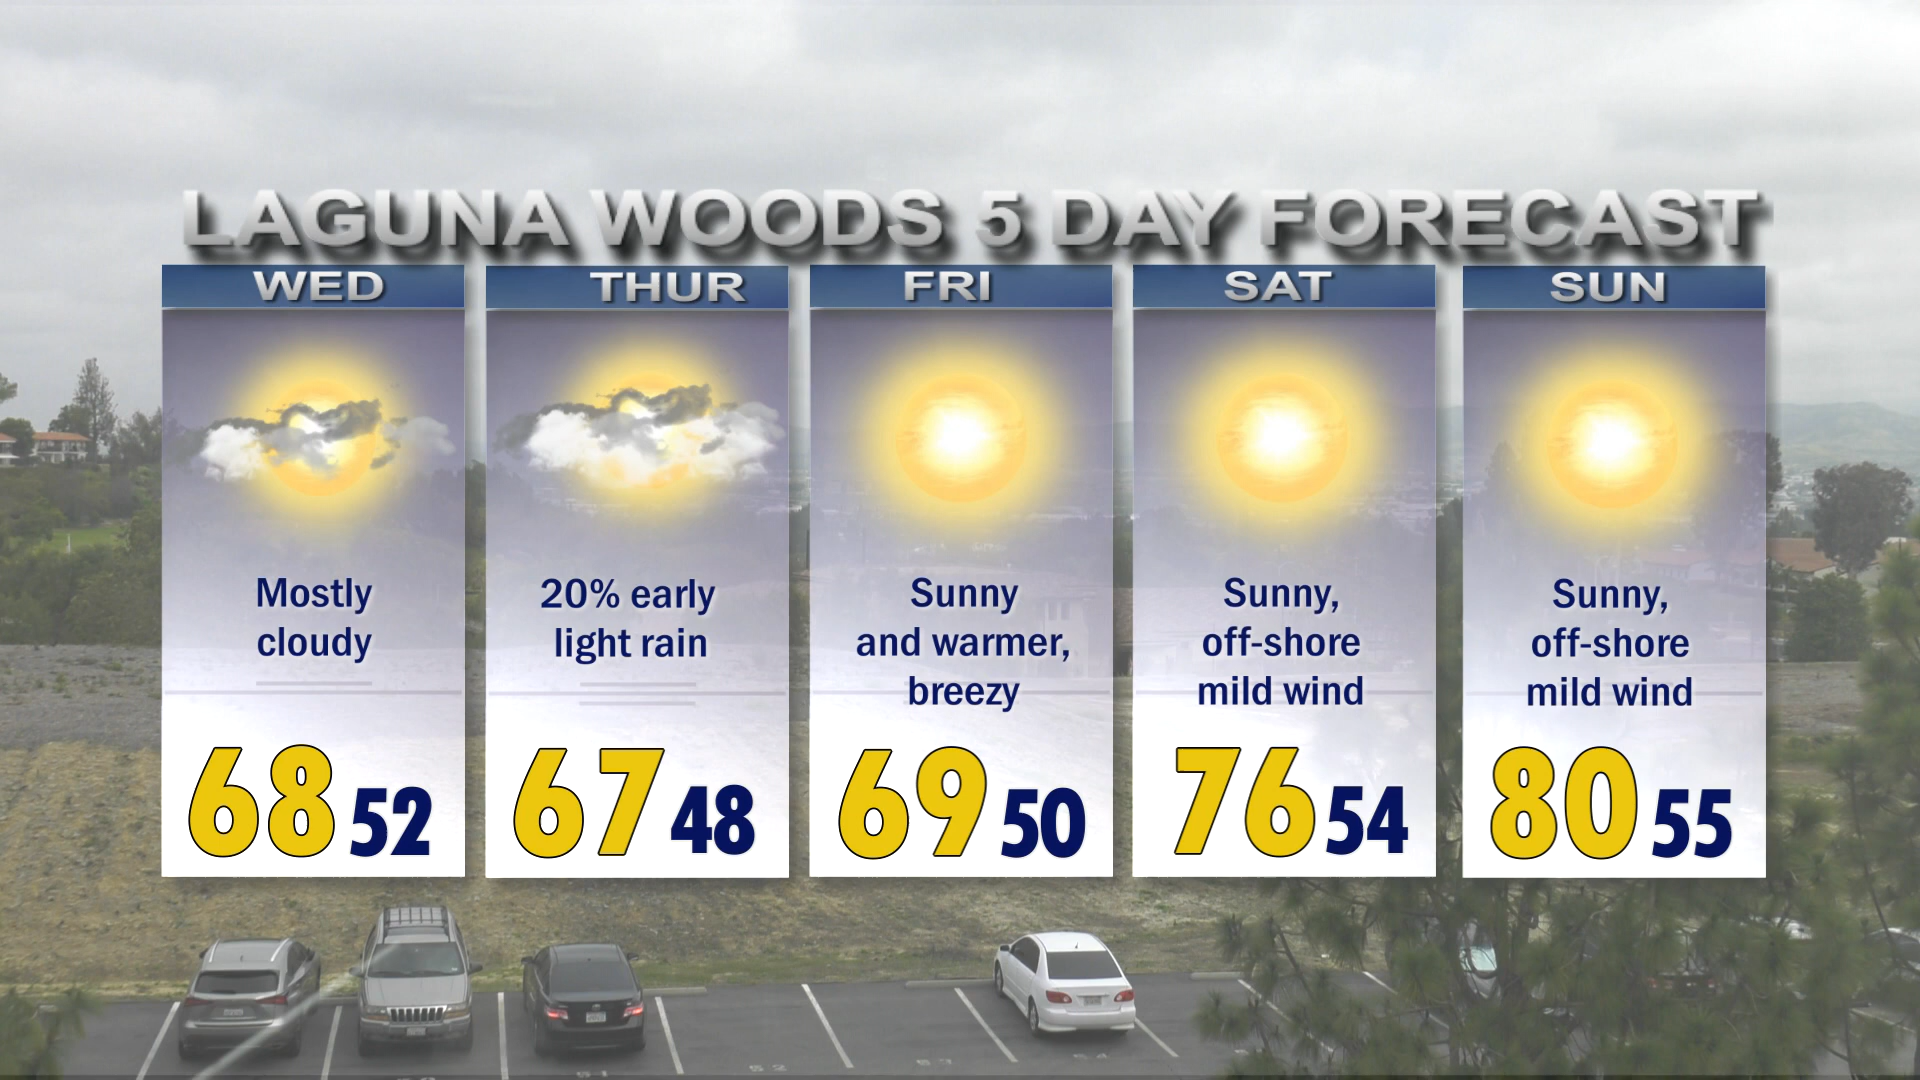 LAGUNA WOODS 5 DAY FORECAST
WED
Mostly
cloudy
68 52
THUR
20% early
light rain
67 48
FRI
Sunny
and warmer,
breezy
69 50
SAT
Sunny,
off-shore
mild wind
76 54
SUN
Sunny,
off-shore
mild wind
80 55
52